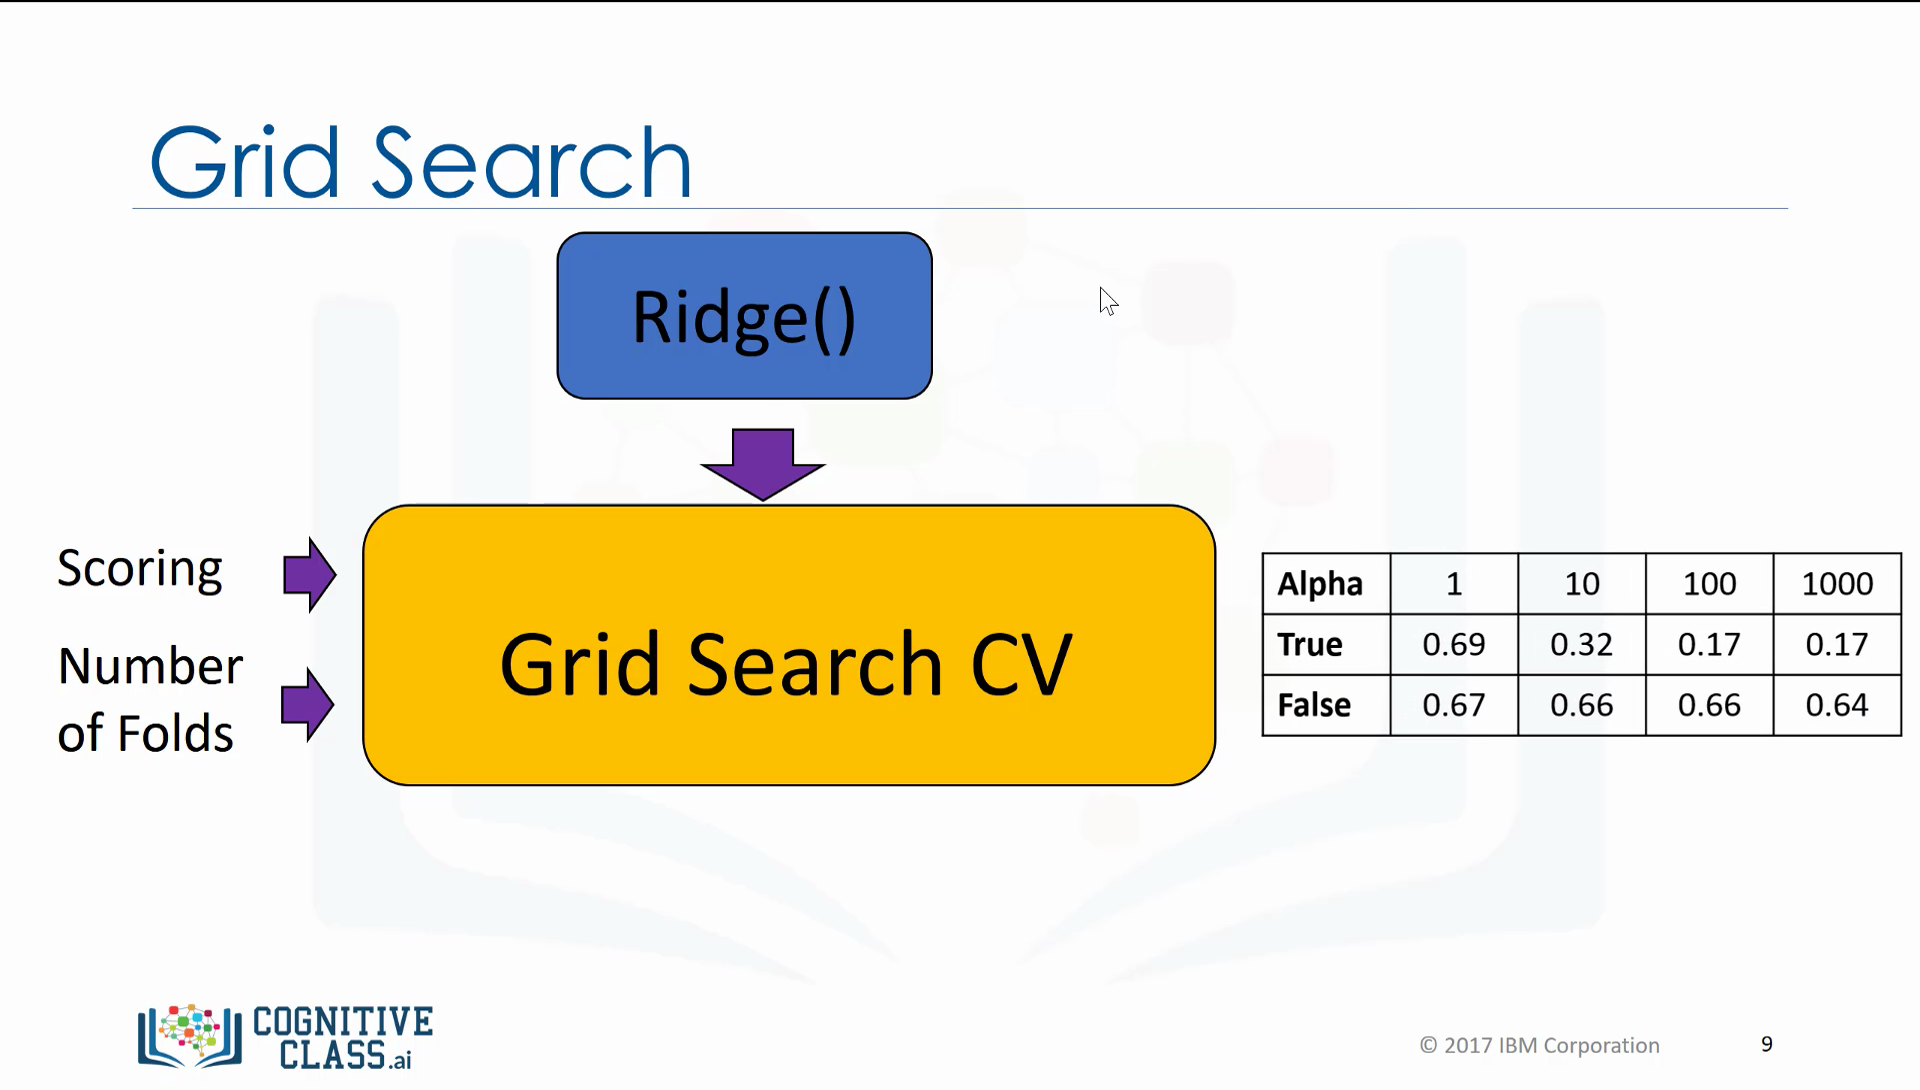 Grid Search
Ridge()
Scoring
Number
of Folds
Grid Search CV
Alpha 1 10 100 1000
True 0.69 0.32 0.17 0.17
False 0.67 0.66 0.66 0.64
COGNITIVE
CLASS.ai
© 2017 IBM Corporation 9